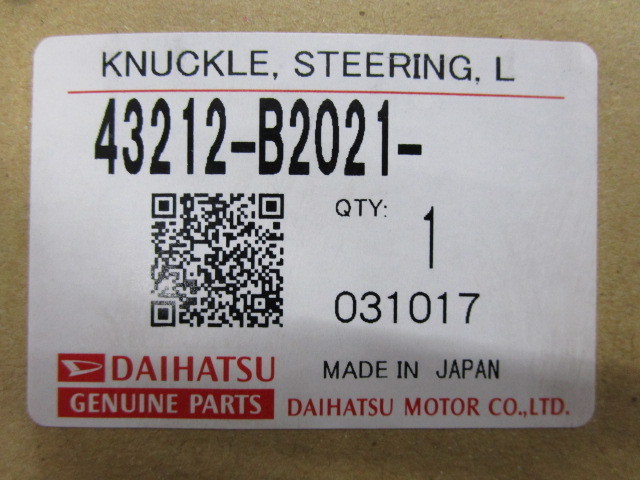 KNUCKLE, STEERING, L
43212-B2021-
QTY: 1
031017
DAIHATSU
MADE IN JAPAN
GENUINE PARTS
DAIHATSU MOTOR CO.,LTD.